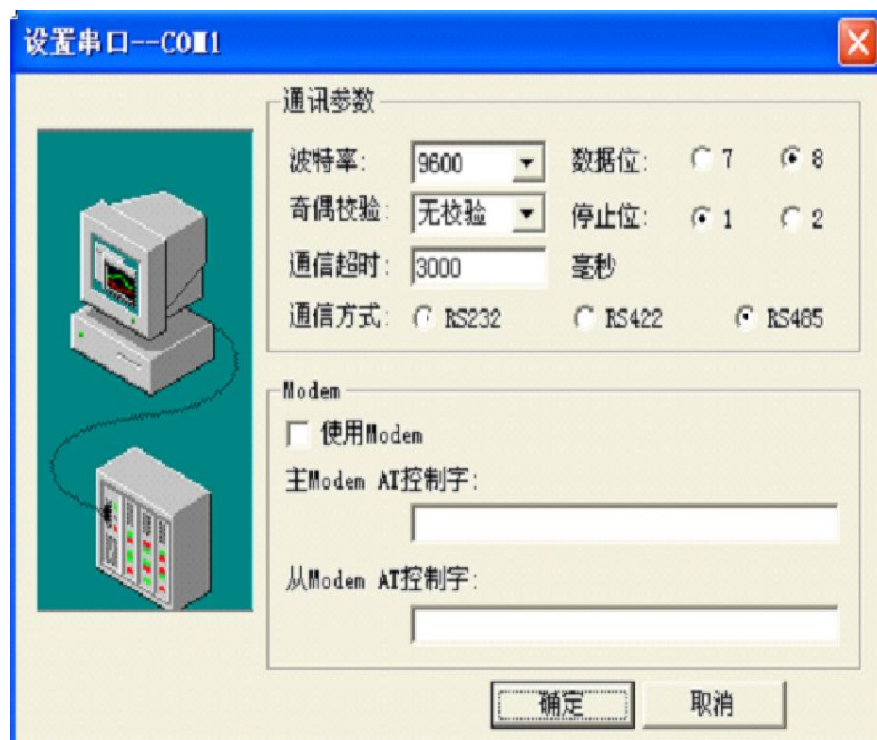 设置串口--COM1
通讯参数
波特率: 9600 数据位: 7 8
奇偶校验: 无校验 停止位: 1 2
通信超时: 3000 毫秒
通信方式: RS232 RS422 RS485
Modem
使用Modem
主Modem AT控制字:
从Modem AT控制字:
确定 取消